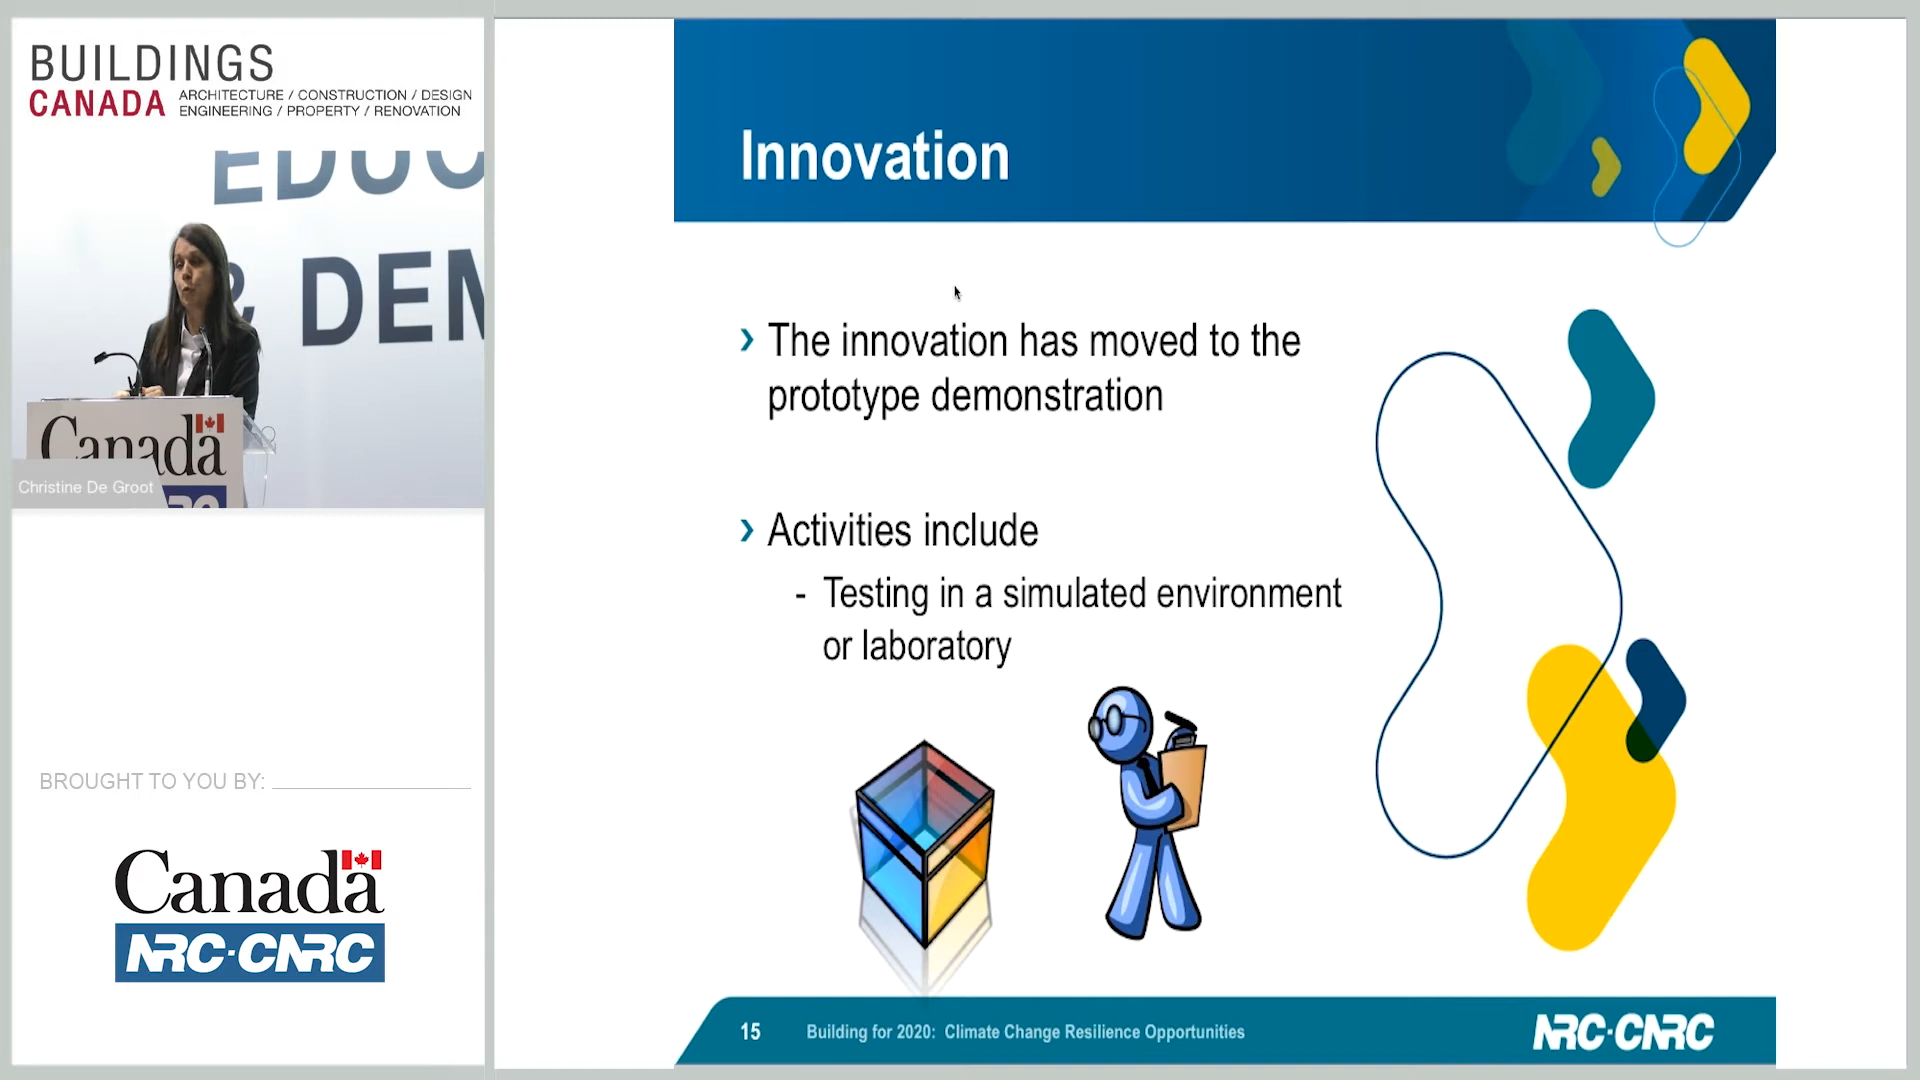 BUILDINGS
CANADA ARCHITECTURE / CONSTRUCTION / DESIGN
ENGINEERING / PROPERTY / RENOVATION
& DEM
Canada
Christine De Groot
BROUGHT TO YOU BY:
Canada
NRC·CNRC
Innovation
› The innovation has moved to the
prototype demonstration
› Activities include
- Testing in a simulated environment
or laboratory
15 Building for 2020: Climate Change Resilience Opportunities
NRC·CNRC